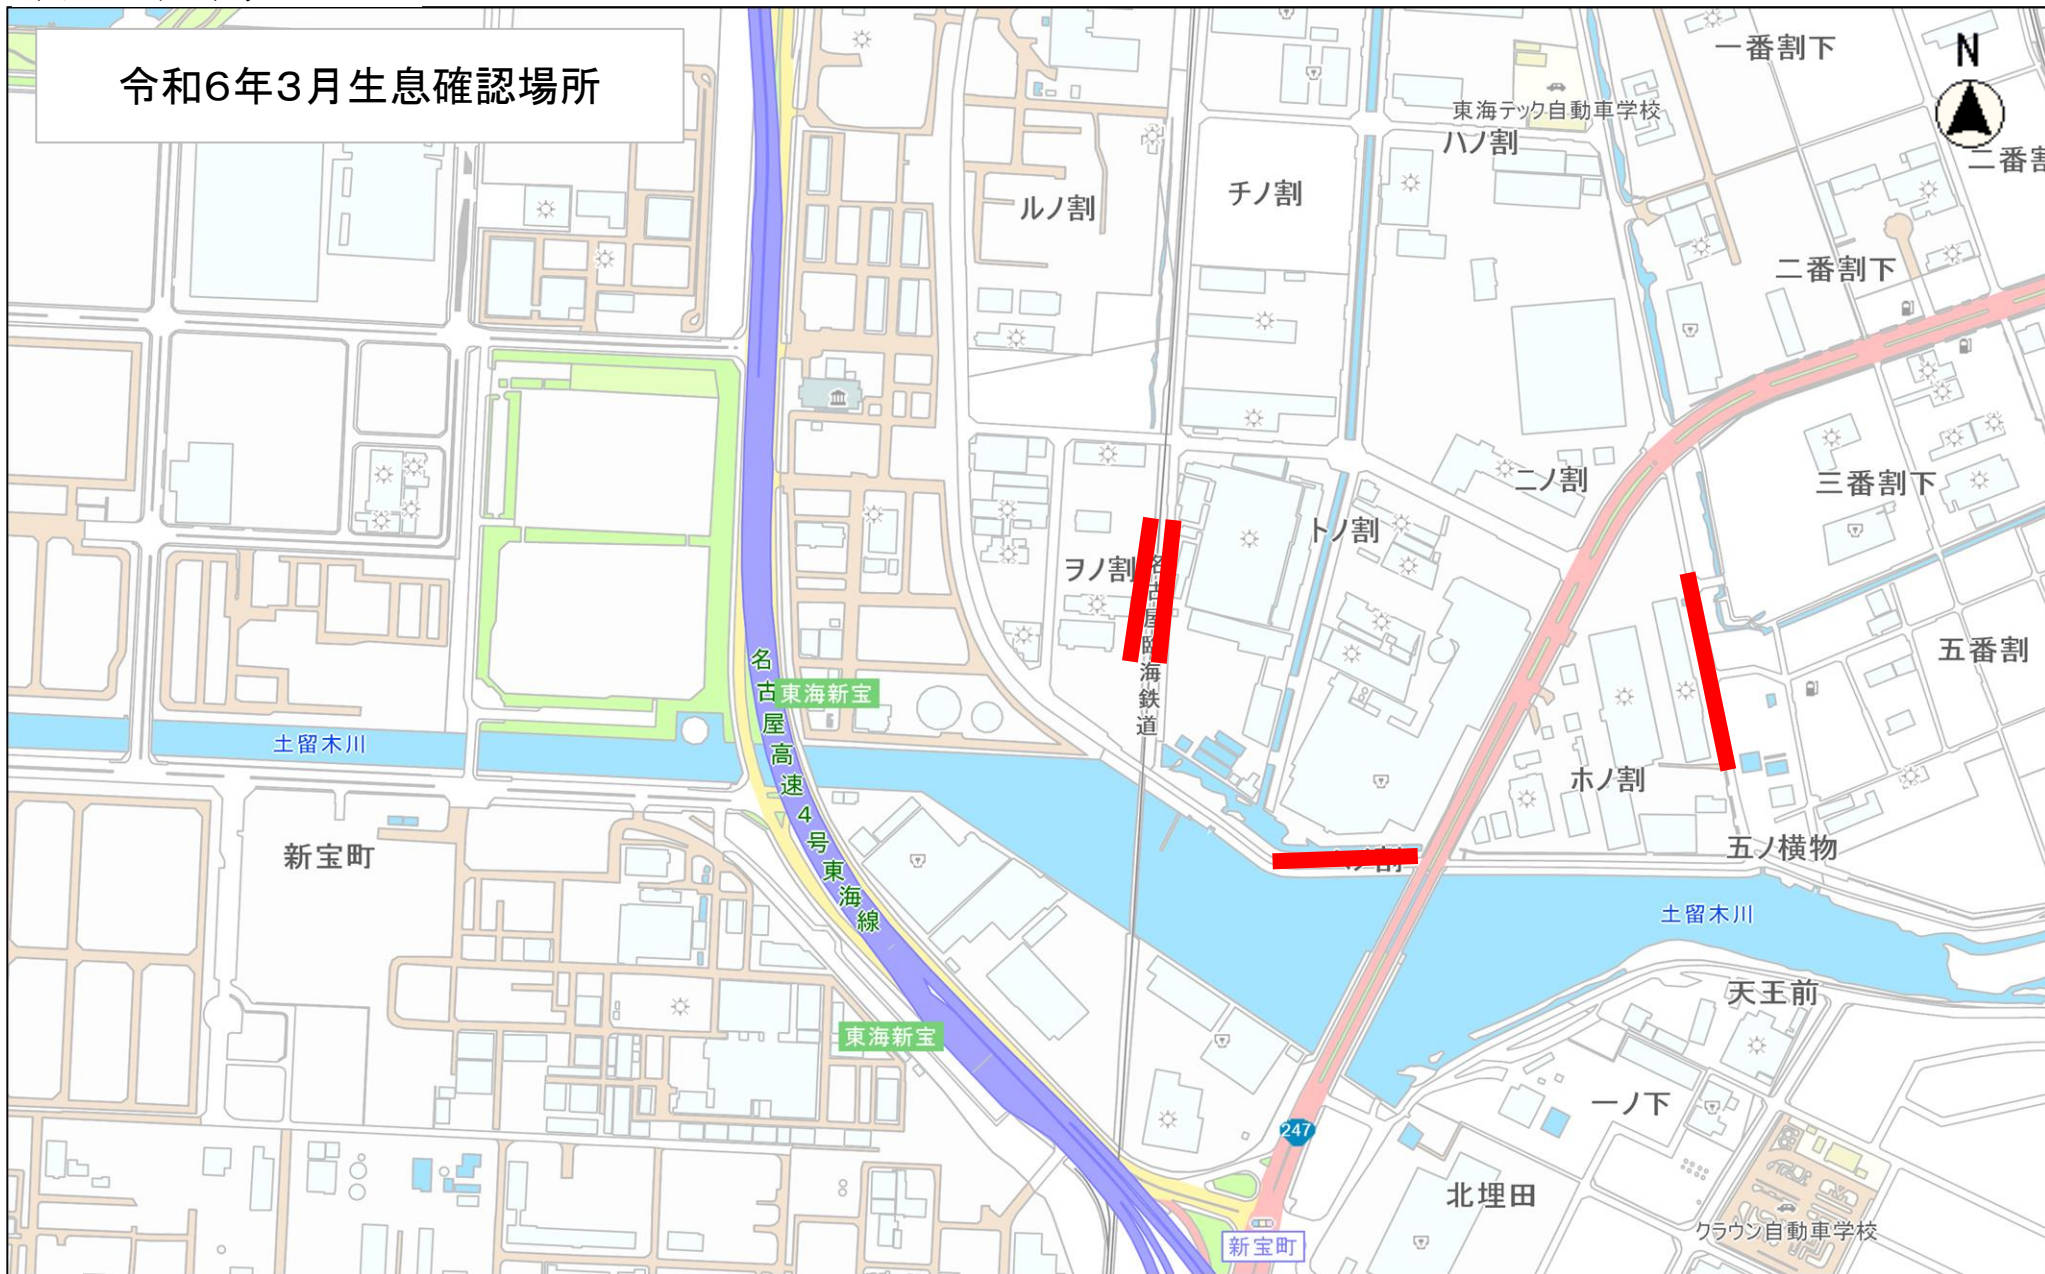 令和6年3月生息確認場所
N
一番割下
東海テック自動車学校
ハノ割
二番割
ルノ割
チノ割
二番割下
ニノ割
三番割下
トノ割
ヲノ割
名古屋臨海鉄道
五番割
名古屋高速4号東海線
東海新宝
土留木川
ホノ割
五ノ横物
新宝町
土留木川
天王前
東海新宝
一ノ下
247
北埋田
クラウン自動車学校
新宝町